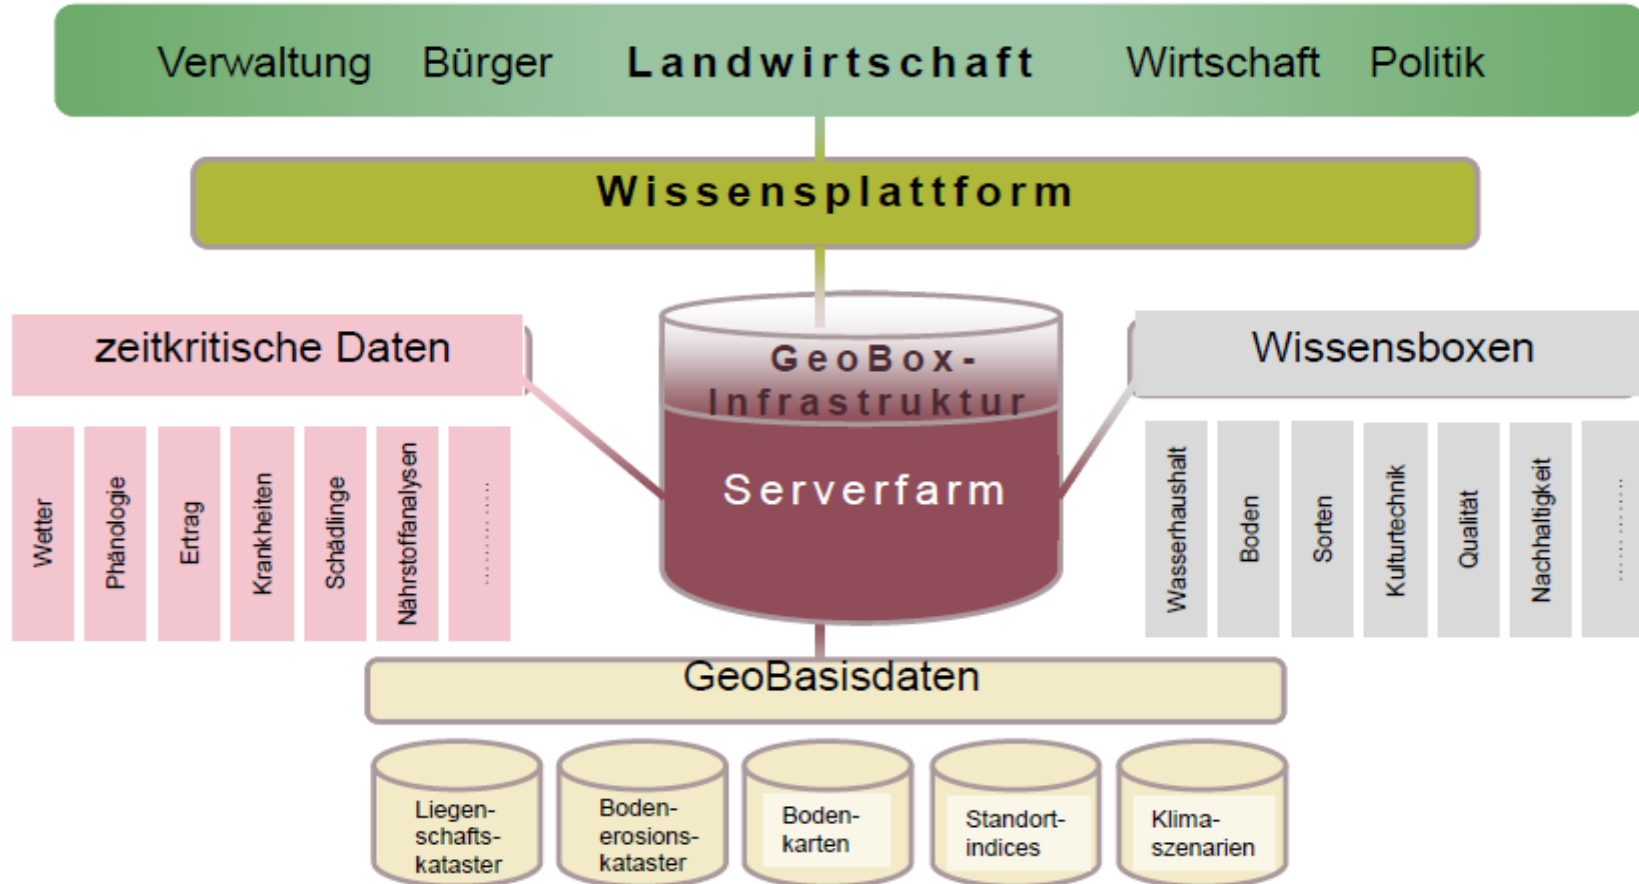 Verwaltung Bürger Landwirtschaft Wirtschaft Politik
Wissensplattform
zeitkritische Daten
Wetter
Phänologie
Ertrag
Krankheiten
Schädlinge
Nährstoffanalysen
................
GeoBox-
Infrastruktur
Serverfarm
Wissensboxen
Wasserhaushalt
Boden
Sorten
Kulturtechnik
Qualität
Nachhaltigkeit
................
GeoBasisdaten
Liegen-
schafts-
kataster
Boden-
erosions-
kataster
Boden-
karten
Standort-
indices
Klima-
szenarien